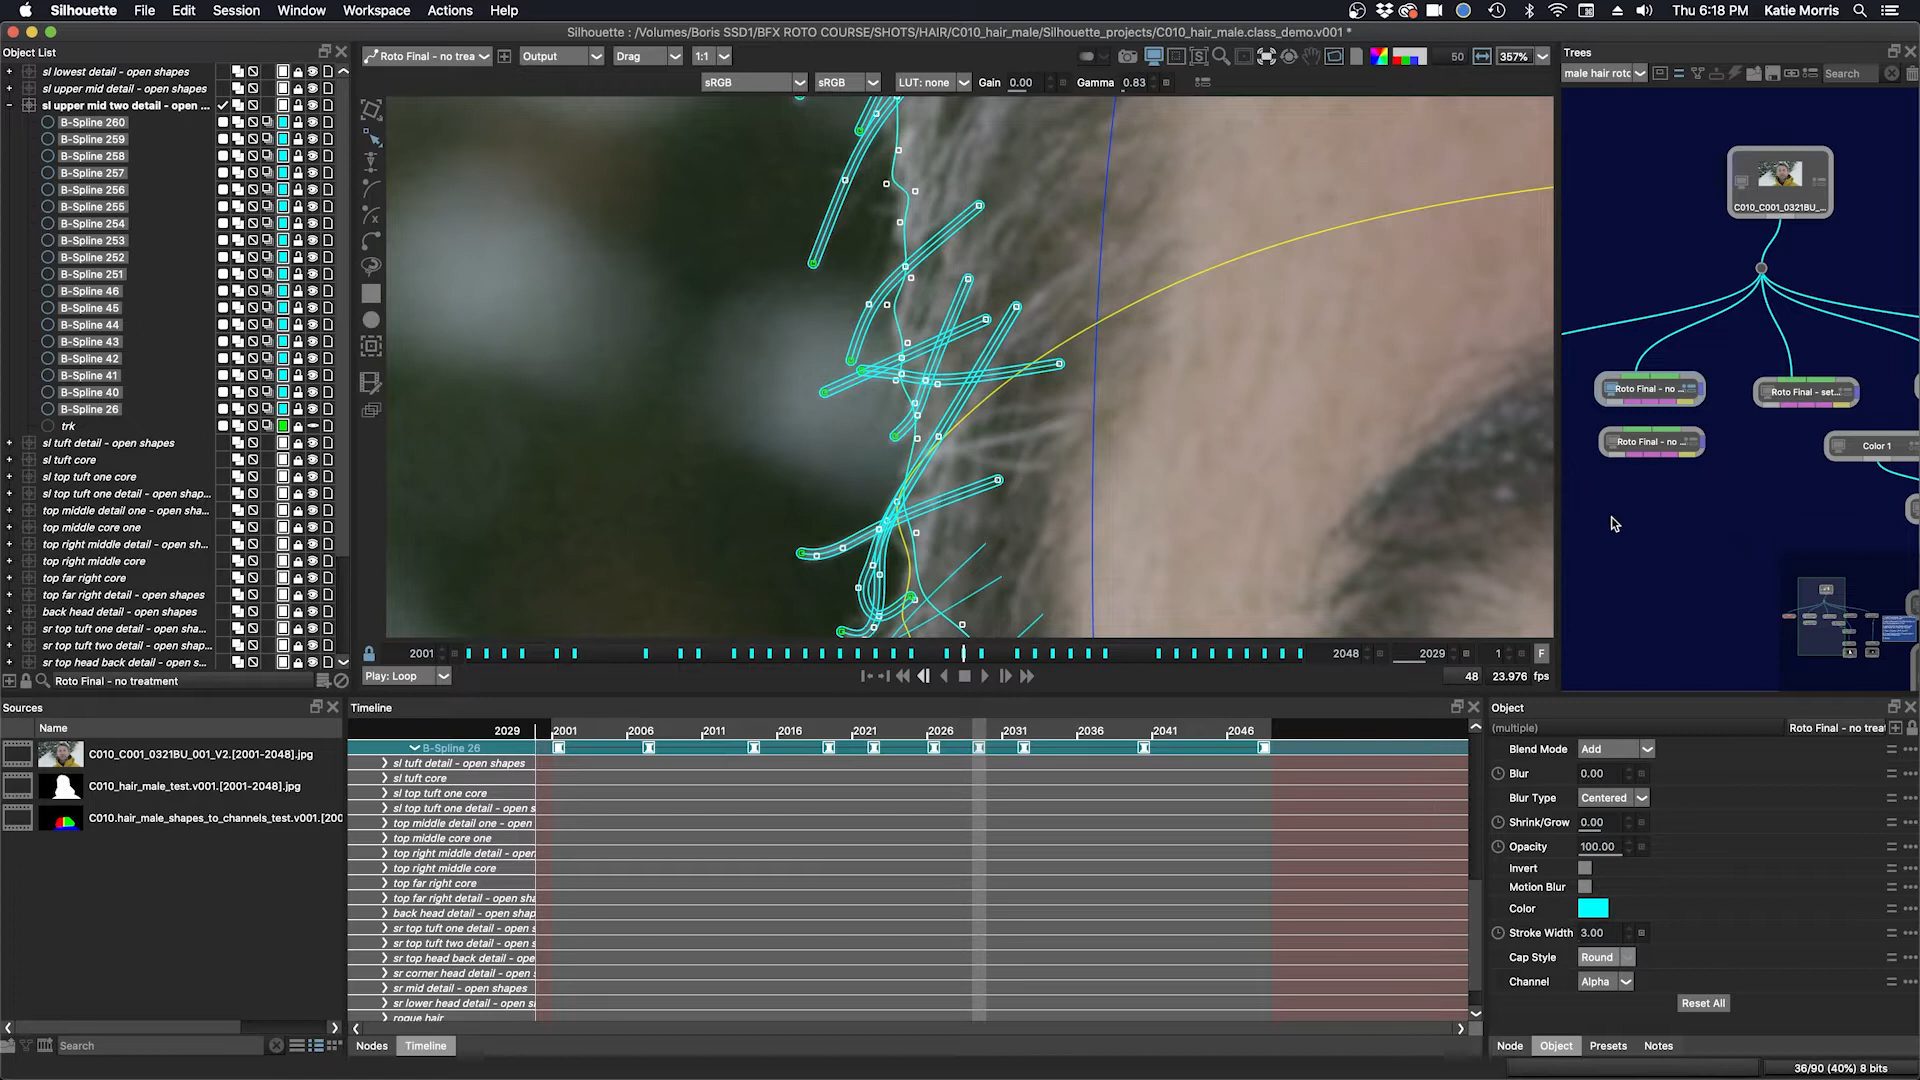 Silhouette File Edit Session Window Workspace Actions Help
Thu 6:18 PM Katie Morris
Silhouette : /Volumes/Boris SSD1/BFX ROTO COURSE/SHOTS/HAIR/C010_hair_male/Silhouette_projects/C010_hair_male.class_demo.v001 *
Object List
Roto Final - no trea Output Drag 1:1
50 357%
Trees
male hair roto Search
sRGB sRGB LUT: none Gain 0.00 Gamma 0.83
sl lowest detail - open shapes
sl upper mid detail - open shapes
sl upper mid two detail - open ...
B-Spline 260
B-Spline 259
B-Spline 258
B-Spline 257
B-Spline 256
B-Spline 255
B-Spline 254
B-Spline 253
B-Spline 252
B-Spline 251
B-Spline 46
B-Spline 45
B-Spline 44
B-Spline 43
B-Spline 42
B-Spline 41
B-Spline 40
B-Spline 26
trk
sl tuft detail - open shapes
sl tuft core
sl top tuft one core
sl top tuft one detail - open shap...
top middle detail one - open sha...
top middle core one
top right middle detail - open sh...
top right middle core
top far right core
top far right detail - open shapes
back head detail - open shapes
sr top tuft one detail - open sha...
sr top tuft two detail - open shap...
sr top head back detail - open s...
Roto Final - no treatment
C010_C001_0321BU_...
Roto Final - no ...
Roto Final - set...
Roto Final - no ...
Color 1
2001 2048 2029 1 F
Play: Loop 48 23.976 fps
Sources
Name
C010_C001_0321BU_001_V2.[2001-2048].jpg
C010_hair_male_test.v001.[2001-2048].jpg
C010.hair_male_shapes_to_channels_test.v001.[200
Search
Timeline
2029 2001 2006 2011 2016 2021 2026 2031 2036 2041 2046
B-Spline 26
sl tuft detail - open shapes
sl tuft core
sl top tuft one core
sl top tuft one detail - open s
top middle detail one - open
top middle core one
top right middle detail - open
top right middle core
top far right core
top far right detail - open sha
back head detail - open shap
sr top tuft one detail - open s
sr top tuft two detail - open s
sr top head back detail - ope
sr corner head detail - open
sr mid detail - open shapes
sr lower head detail - open s
rogue hair
Nodes Timeline
Object
(multiple) Roto Final - no trea
Blend Mode Add
Blur 0.00
Blur Type Centered
Shrink/Grow 0.00
Opacity 100.00
Invert
Motion Blur
Color
Stroke Width 3.00
Cap Style Round
Channel Alpha
Reset All
Node Object Presets Notes
36/90 (40%) 8 bits